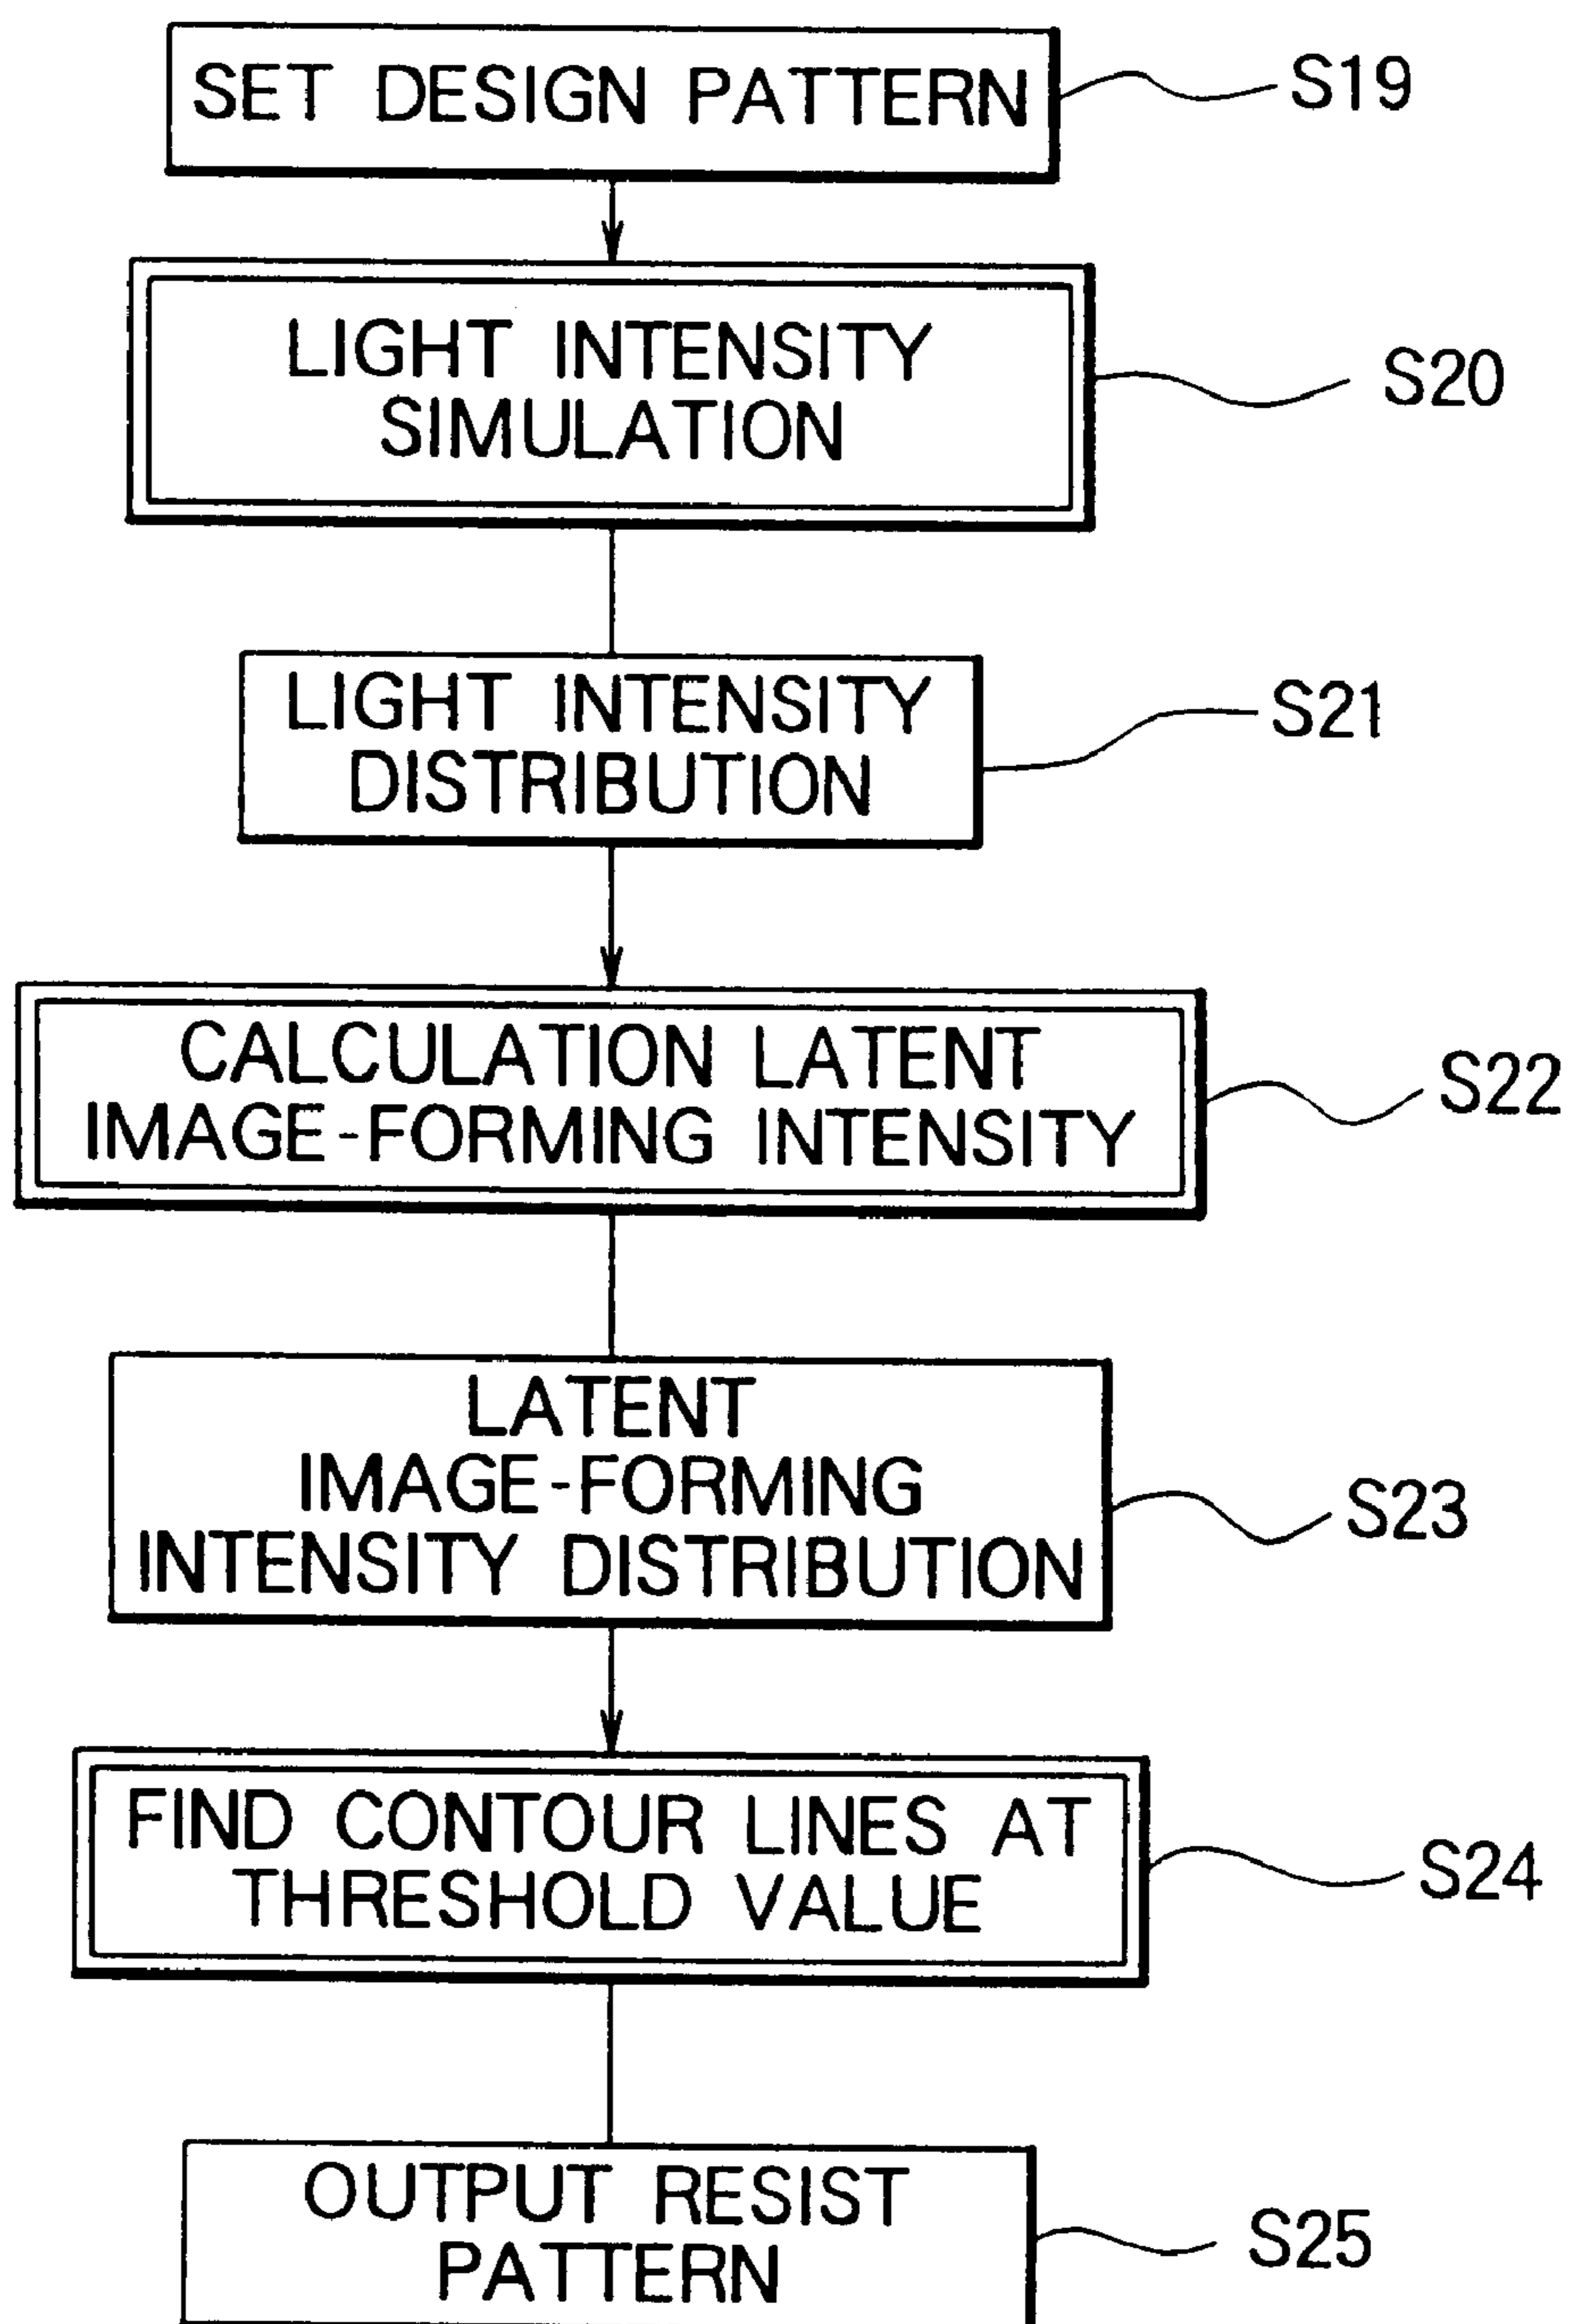 SET DESIGN PATTERN
S19
LIGHT INTENSITY
SIMULATION
S20
LIGHT INTENSITY
DISTRIBUTION
S21
CALCULATION LATENT
IMAGE-FORMING INTENSITY
S22
LATENT
IMAGE-FORMING
INTENSITY DISTRIBUTION
S23
FIND CONTOUR LINES AT
THRESHOLD VALUE
S24
OUTPUT RESIST
PATTERN
S25